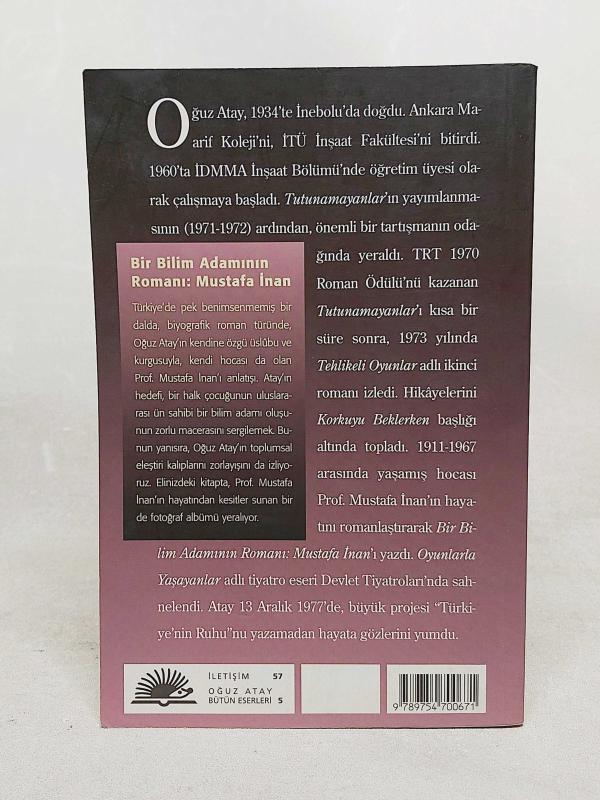 Oğuz Atay, 1934'te İnebolu'da doğdu. Ankara Ma-
arif Koleji'ni, İTÜ İnşaat Fakültesi'ni bitirdi.
1960'ta İDMMA İnşaat Bölümü'nde öğretim üyesi ola-
rak çalışmaya başladı. Tutunamayanlar'ın yayımlanma-
sının (1971-1972) ardından, önemli bir tartışmanın oda-
ğında yeraldı. TRT 1970
Roman Ödülü'nü kazanan
Tutunamayanlar'ı kısa bir
süre sonra, 1973 yılında
Tehlikeli Oyunlar adlı ikinci
romanı izledi. Hikâyelerini
Korkuyu Beklerken başlığı
altında topladı. 1911-1967
arasında yaşamış hocası
Prof. Mustafa İnan'ın haya-
tını romanlaştırarak Bir Bi-
lim Adamının Romanı: Mustafa İnan'ı yazdı. Oyunlarla
Yaşayanlar adlı tiyatro eseri Devlet Tiyatroları'nda sah-
nelendi. Atay 13 Aralık 1977'de, büyük projesi "Türki-
ye'nin Ruhu"nu yazamadan hayata gözlerini yumdu.
Bir Bilim Adamının
Romanı: Mustafa İnan
Türkiye'de pek benimsenmemiş bir
dalda, biyografik roman türünde,
Oğuz Atay'ın kendine özgü üslûbu ve
kurgusuyla, kendi hocası da olan
Prof. Mustafa İnan'ı anlatışı. Atay'ın
hedefi, bir halk çocuğunun uluslara-
rası ün sahibi bir bilim adamı oluşu-
nun zorlu macerasını sergilemek. Bu-
nun yanısıra, Oğuz Atay'ın toplumsal
eleştiri kalıplarını zorlayışını da izliyo-
ruz. Elinizdeki kitapta, Prof. Mustafa
İnan'ın hayatından kesitler sunan bir
de fotoğraf albümü yeralıyor.
İLETİŞİM 57
OĞUZ ATAY
BÜTÜN ESERLERİ 5
9 789754 700671